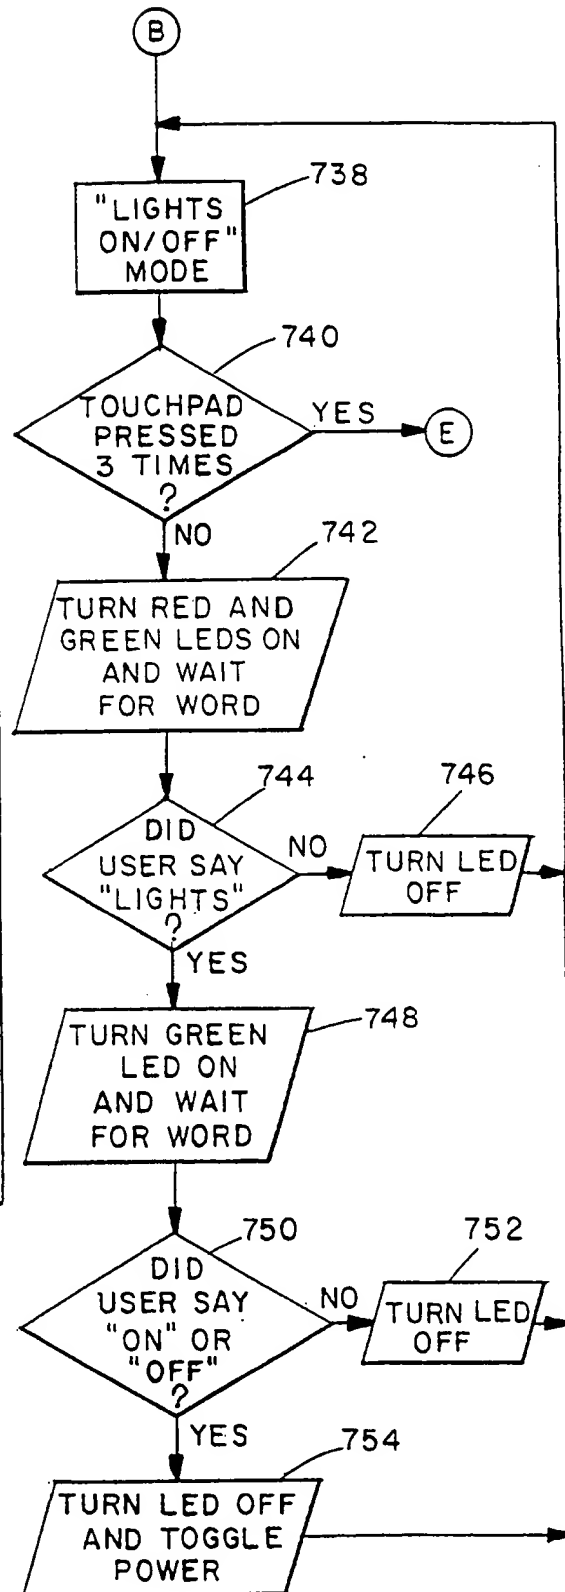 B
738
"LIGHTS
ON/OFF"
MODE
740
TOUCHPAD
PRESSED
3 TIMES
?
YES
E
NO
742
TURN RED AND
GREEN LEDS ON
AND WAIT
FOR WORD
744
DID
USER SAY
"LIGHTS"
?
NO
746
TURN LED
OFF
YES
748
TURN GREEN
LED ON
AND WAIT
FOR WORD
750
DID
USER SAY
"ON" OR
"OFF"
?
NO
752
TURN LED
OFF
YES
754
TURN LED OFF
AND TOGGLE
POWER